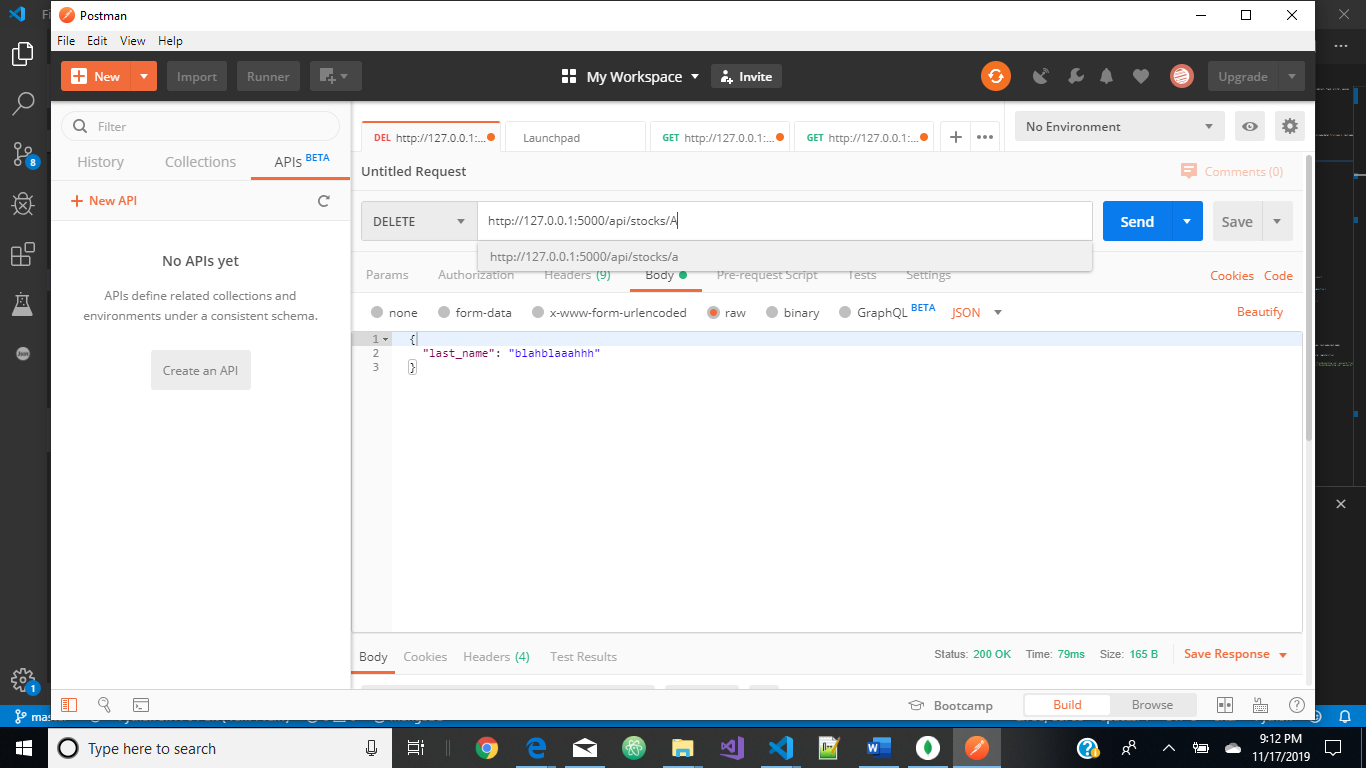 Postman
File Edit View Help
New Import Runner My Workspace Invite Upgrade
Filter
History Collections APIs BETA
New API
No APIs yet
APIs define related collections and
environments under a consistent schema.
Create an API
DEL http://127.0.0.1:... Launchpad GET http://127.0.0.1:... GET http://127.0.0.1:...
No Environment
Untitled Request
Comments (0)
DELETE http://127.0.0.1:5000/api/stocks/A Send Save
http://127.0.0.1:5000/api/stocks/a
Params Authorization Headers (9) Body Pre-request Script Tests Settings Cookies Code
none form-data x-www-form-urlencoded raw binary GraphQL BETA JSON Beautify
1 {
2 "last_name": "blahblaaahhh"
3 }
Body Cookies Headers (4) Test Results Status: 200 OK Time: 79ms Size: 165 B Save Response
Bootcamp Build Browse
8
1
Type here to search
9:12 PM
11/17/2019